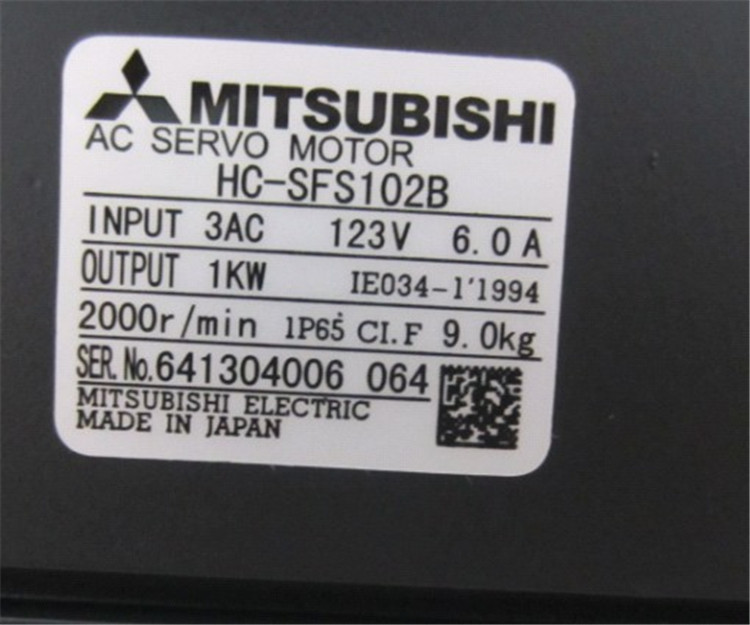 MITSUBISHI
AC SERVO MOTOR
HC-SFS102B
INPUT 3AC 123V 6.0A
OUTPUT 1KW IE034-1'1994
2000r/min IP65 CI.F 9.0kg
SER.No.641304006 064
MITSUBISHI ELECTRIC
MADE IN JAPAN